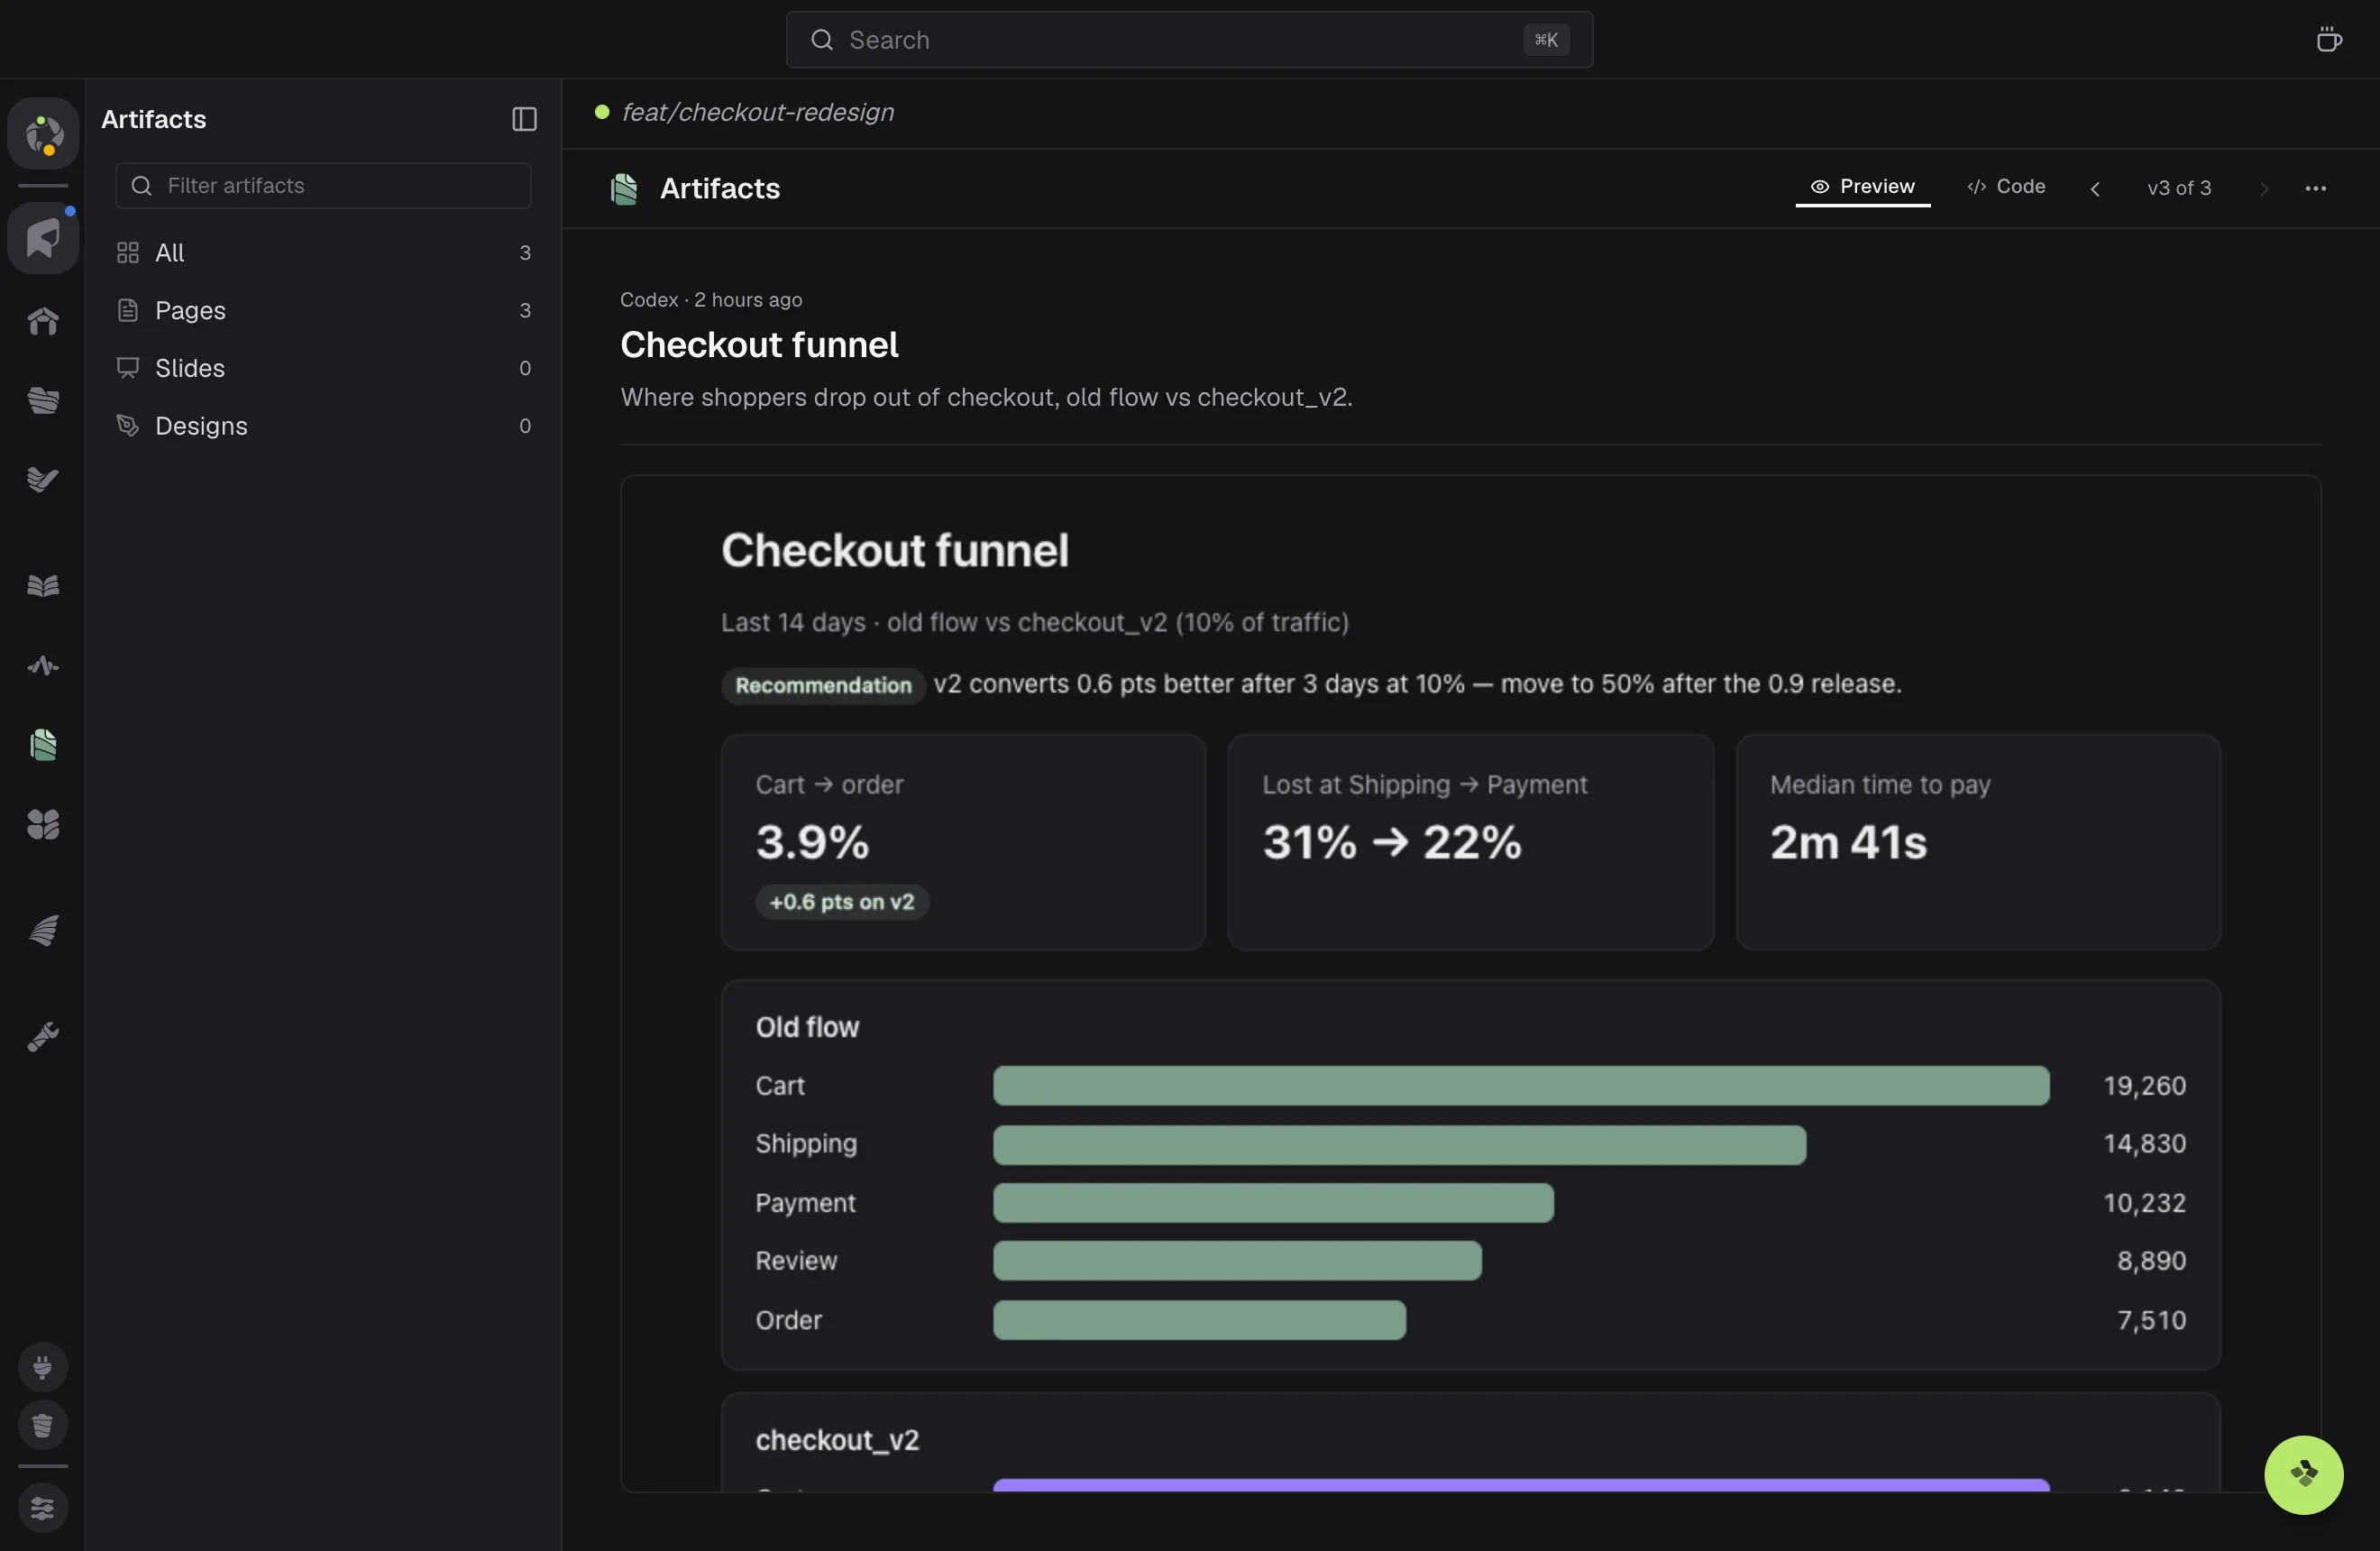 Search
⌘K
Artifacts
Filter artifacts
All 3
Pages 3
Slides 0
Designs 0
feat/checkout-redesign
Artifacts
Preview
Code
v3 of 3
Codex · 2 hours ago
Checkout funnel
Where shoppers drop out of checkout, old flow vs checkout_v2.
Checkout funnel
Last 14 days · old flow vs checkout_v2 (10% of traffic)
Recommendation v2 converts 0.6 pts better after 3 days at 10% — move to 50% after the 0.9 release.
Cart → order
3.9%
+0.6 pts on v2
Lost at Shipping → Payment
31% → 22%
Median time to pay
2m 41s
Old flow
Cart 19,260
Shipping 14,830
Payment 10,232
Review 8,890
Order 7,510
checkout_v2